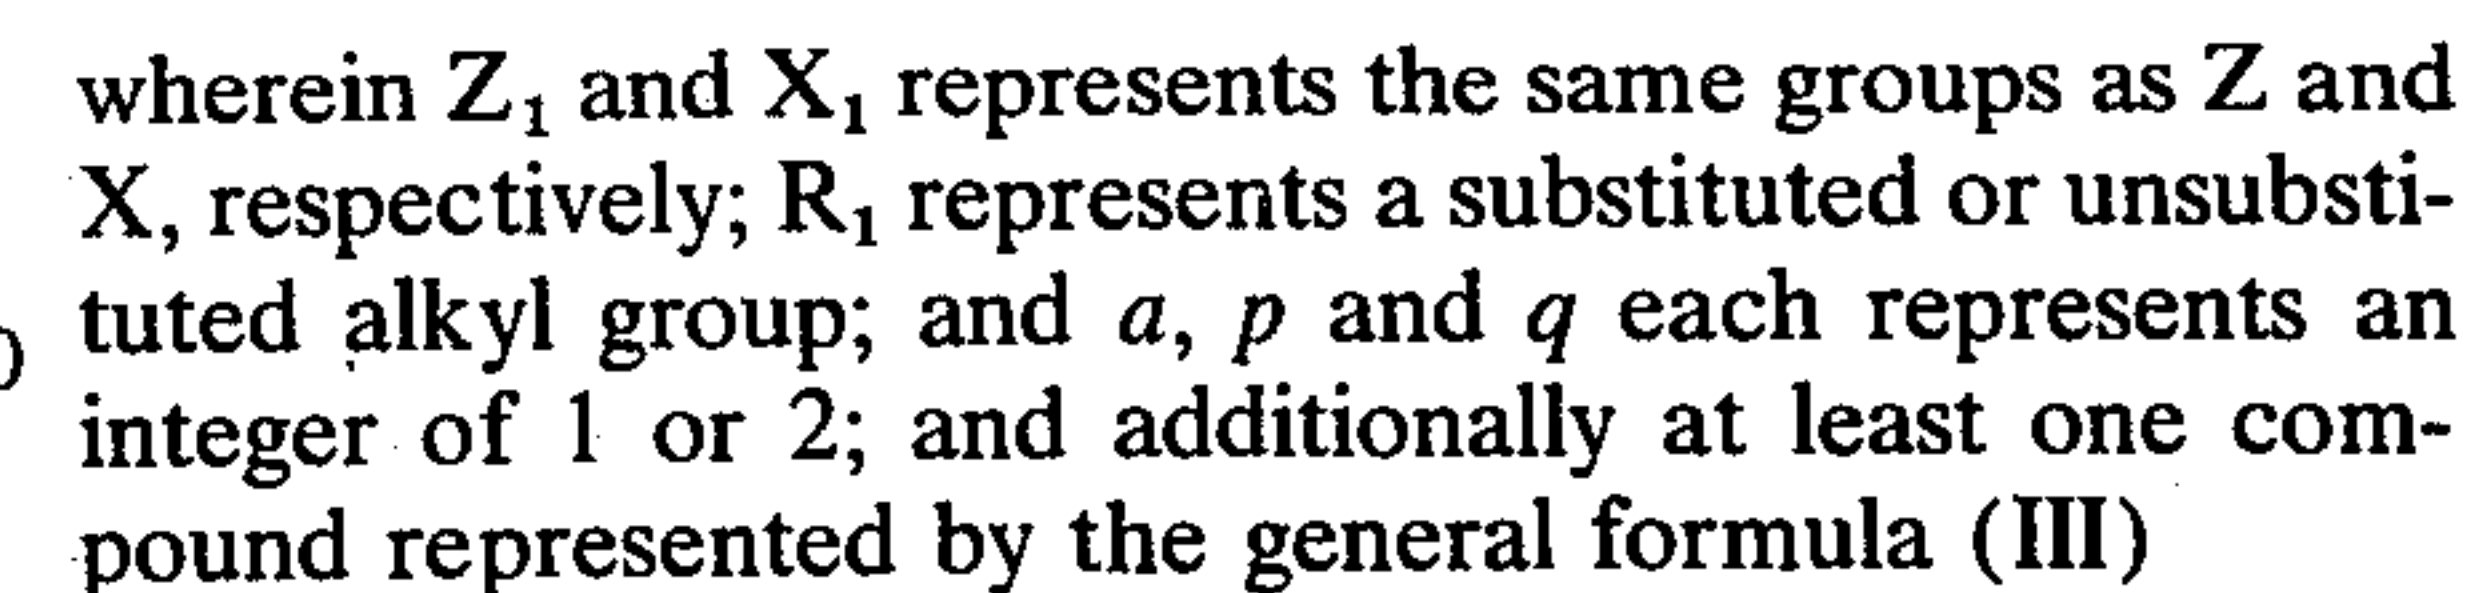 wherein Z₁ and X₁ represents the same groups as Z and
X, respectively; R₁ represents a substituted or unsubsti-
tuted alkyl group; and a, p and q each represents an
integer of 1 or 2; and additionally at least one com-
pound represented by the general formula (III)